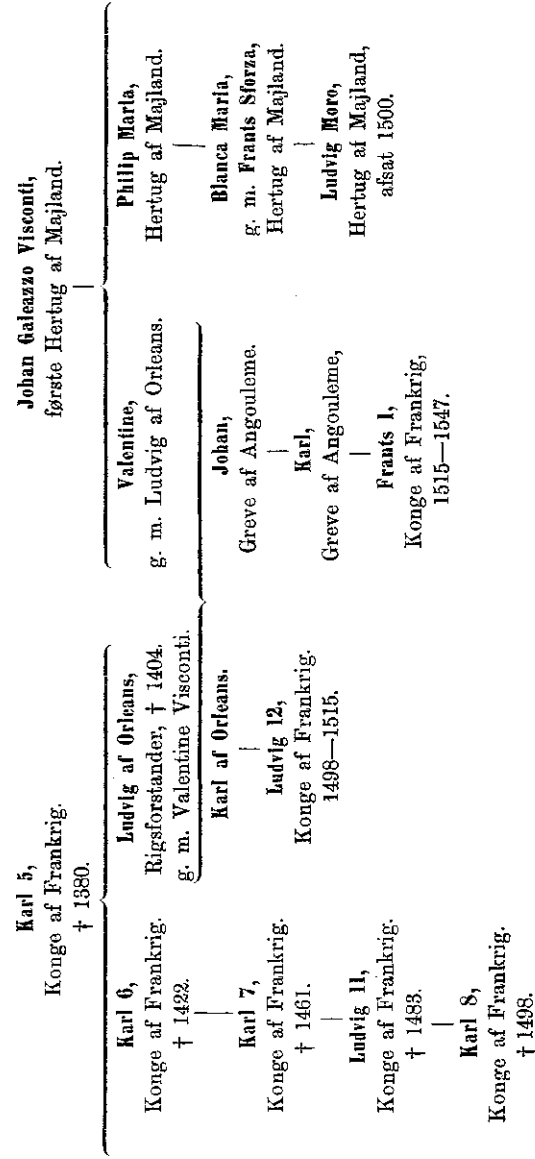 Karl 5,
Konge af Frankrig.
† 1380.
Karl 6,
Konge af Frankrig.
† 1422.
Karl 7,
Konge af Frankrig.
† 1461.
Ludvig 11,
Konge af Frankrig.
† 1483.
Karl 8,
Konge af Frankrig.
† 1498.
Ludvig af Orleans,
Rigsforstander, † 1404.
g. m. Valentine Visconti.
Karl af Orleans.
Ludvig 12,
Konge af Frankrig.
1498—1515.
Johan Galeazzo Visconti,
første Hertug af Majland.
Valentine,
g. m. Ludvig af Orleans.
Johan,
Greve af Angouleme.
Karl,
Greve af Angouleme,
Frants I,
Konge af Frankrig,
1515—1547.
Philip Maria,
Hertug af Majland.
Blanca Maria,
g. m. Frants Sforza,
Hertug af Majland.
Ludvig Moro,
Hertug af Majland,
afsat 1500.